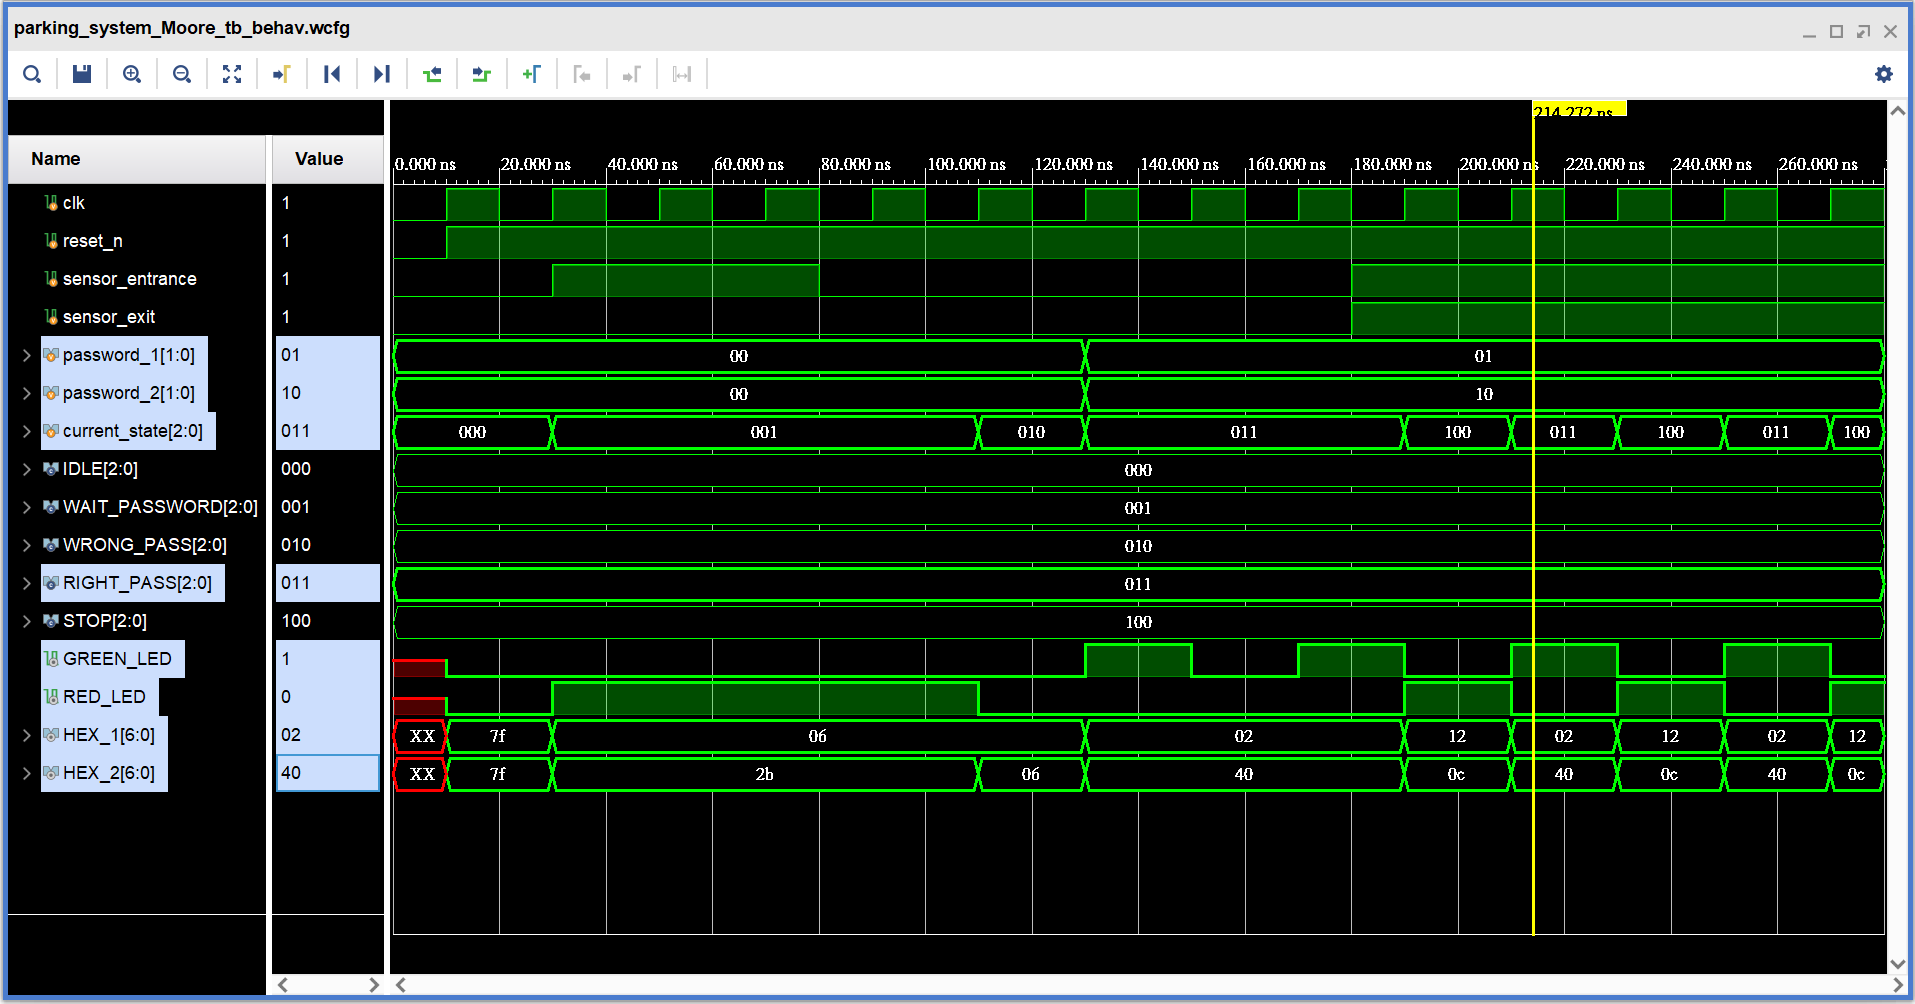 parking_system_Moore_tb_behav.wcfg
214.272 ns
Name Value 0.000 ns 20.000 ns 40.000 ns 60.000 ns 80.000 ns 100.000 ns 120.000 ns 140.000 ns 160.000 ns 180.000 ns 200.000 ns 220.000 ns 240.000 ns 260.000 ns
clk 1
reset_n 1
sensor_entrance 1
sensor_exit 1
password_1[1:0] 01 00 01
password_2[1:0] 10 00 10
current_state[2:0] 011 000 001 010 011 100 011 100 011 100
IDLE[2:0] 000 000
WAIT_PASSWORD[2:0] 001 001
WRONG_PASS[2:0] 010 010
RIGHT_PASS[2:0] 011 011
STOP[2:0] 100 100
GREEN_LED 1
RED_LED 0
HEX_1[6:0] 02 XX 7f 06 02 12 02 12 02 12
HEX_2[6:0] 40 XX 7f 2b 06 40 0c 40 0c 40 0c